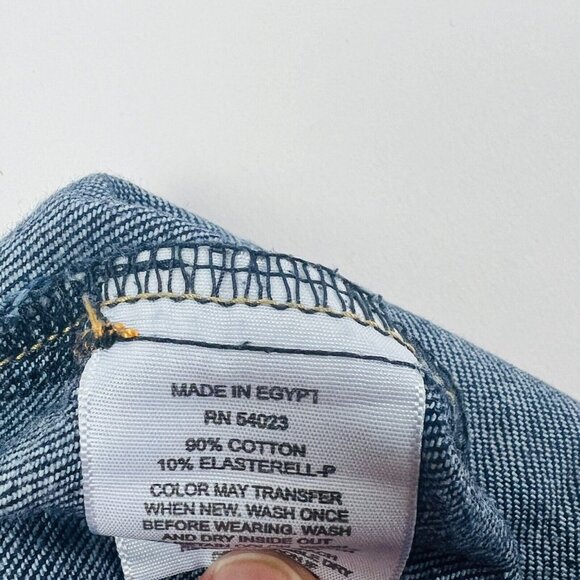 MADE IN EGYPT
RN 54023
90% COTTON
10% ELASTERELL-P
COLOR MAY TRANSFER
WHEN NEW. WASH ONCE
BEFORE WEARING. WASH
AND DRY INSIDE OUT
DRY